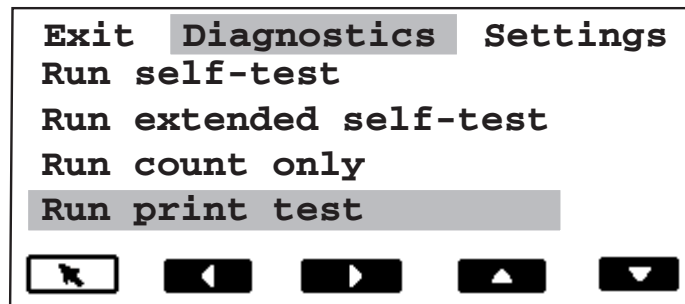 Exit Diagnostics Settings
Run self-test
Run extended self-test
Run count only
Run print test